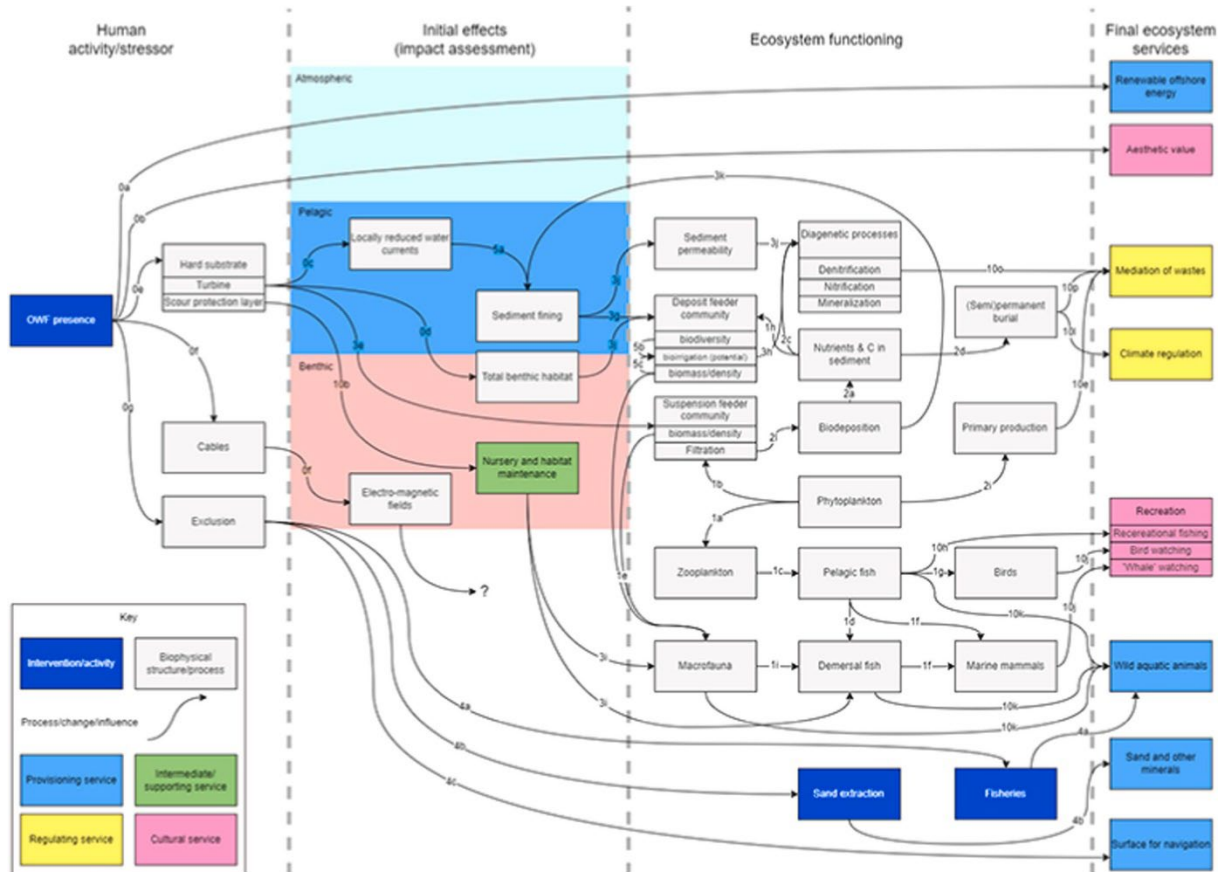 Human
activity/stressor
Initial effects
(impact assessment)
Ecosystem functioning
Final ecosystem
services
Atmospheric
Renewable offshore
energy
Aesthetic value
0a
0b
3k
Pelagic
Locally reduced water
currents
5a
0c
Hard substrate
Turbine
Scour protection layer
0e
OWF presence
Sediment
permeability
3j
Diagenetic processes
Denitrification
Nitrification
Mineralization
10o
Mediation of wastes
Sediment fining
3g
Deposit feeder
community
biodiversity
bioirrigation (potential)
biomass/density
5b
5c
1h
2c
3h
Nutrients & C in
sediment
2d
(Semi)permanent
burial
10p
10l
Climate regulation
0d
3e
Benthic
10b
Total benthic habitat
0f
0g
Suspension feeder
community
biomass/density
Filtration
2a
2i
Biodeposition
Primary production
10e
Cables
0f
Nursery and habitat
maintenance
Electro-magnetic
fields
Exclusion
1b
Phytoplankton
2i
1a
Recreation
Recereational fishing
Bird watching
'Whale' watching
10h
Zooplankton
1c
Pelagic fish
1g
Birds
10j
?
1e
1d
1f
10k
10j
Key
Intervention/activity
Biophysical
structure/process
Process/change/influence
Provisioning service
Intermediate/
supporting service
Regulating service
Cultural service
3i
Macrofauna
1i
Demersal fish
1f
Marine mammals
Wild aquatic animals
3i
10k
10k
4a
4a
4b
4c
Sand extraction
Fisheries
Sand and other
minerals
4b
Surface for navigation